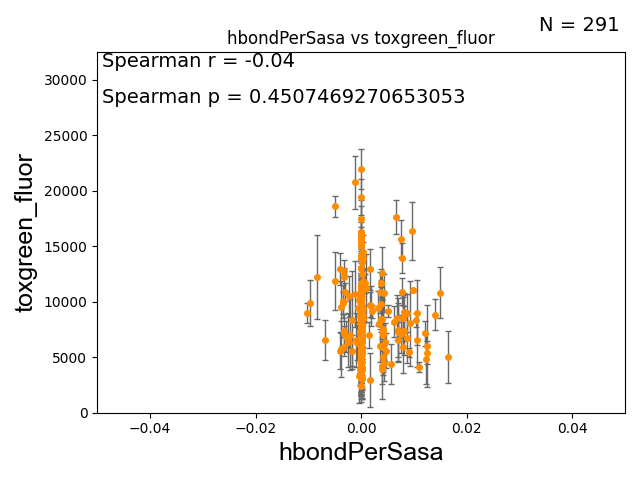 N = 291
hbondPerSasa vs toxgreen_fluor
Spearman r = -0.04
Spearman p = 0.4507469270653053
toxgreen_fluor
30000
25000
20000
15000
10000
5000
0
−0.04 −0.02 0.00 0.02 0.04
hbondPerSasa